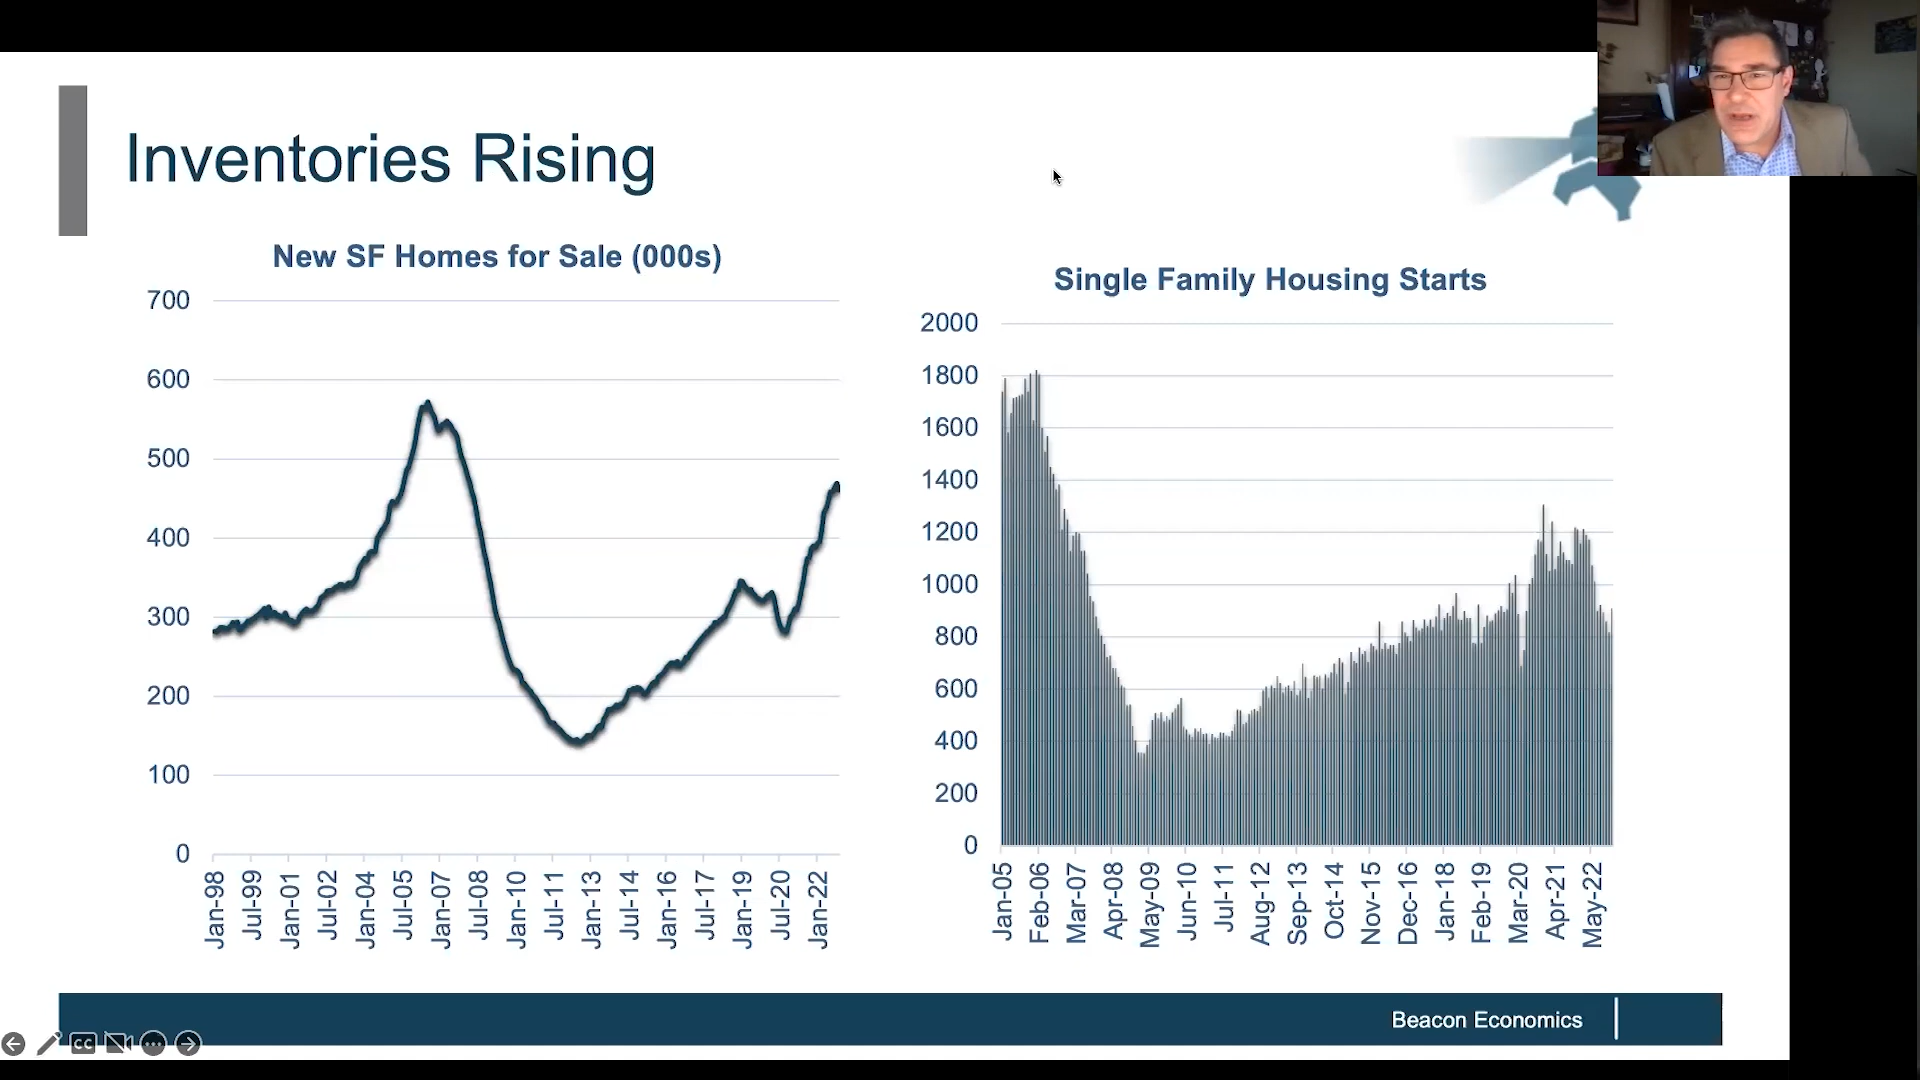 Inventories Rising
New SF Homes for Sale (000s)
700
600
500
400
300
200
100
0
Jan-98
Jul-99
Jan-01
Jul-02
Jan-04
Jul-05
Jan-07
Jul-08
Jan-10
Jul-11
Jan-13
Jul-14
Jan-16
Jul-17
Jan-19
Jul-20
Jan-22
Single Family Housing Starts
2000
1800
1600
1400
1200
1000
800
600
400
200
0
Jan-05
Feb-06
Mar-07
Apr-08
May-09
Jun-10
Jul-11
Aug-12
Sep-13
Oct-14
Nov-15
Dec-16
Jan-18
Feb-19
Mar-20
Apr-21
May-22
Beacon Economics
CC